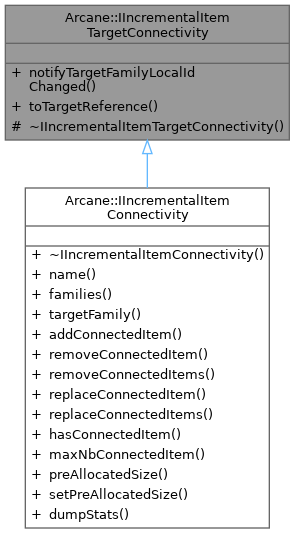 Arcane::IIncrementalItem
TargetConnectivity
+ notifyTargetFamilyLocalId
Changed()
+ toTargetReference()
# ~IIncrementalItemTargetConnectivity()
Arcane::IIncrementalItem
Connectivity
+ ~IIncrementalItemConnectivity()
+ name()
+ families()
+ targetFamily()
+ addConnectedItem()
+ removeConnectedItem()
+ removeConnectedItems()
+ replaceConnectedItem()
+ replaceConnectedItems()
+ hasConnectedItem()
+ maxNbConnectedItem()
+ preAllocatedSize()
+ setPreAllocatedSize()
+ dumpStats()